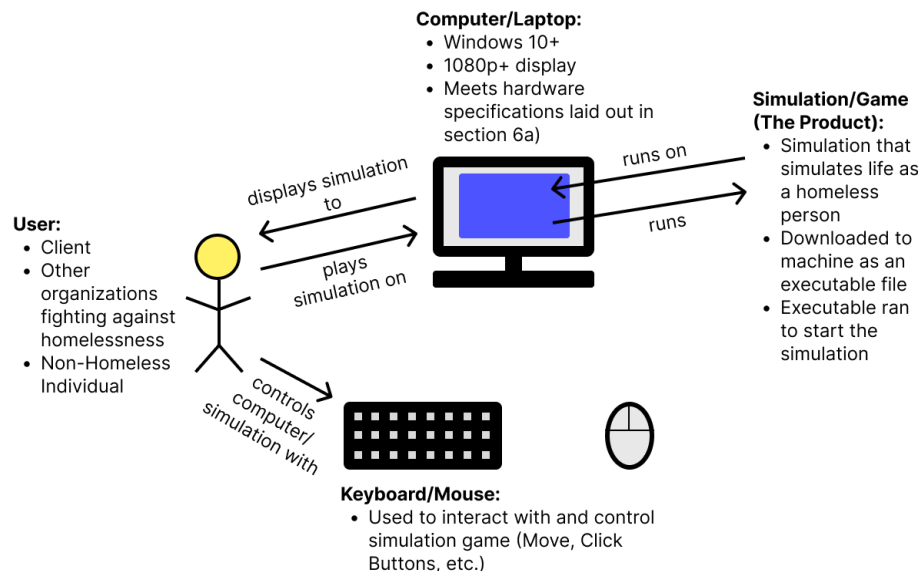 Computer/Laptop:
• Windows 10+
• 1080p+ display
• Meets hardware
specifications laid out in
section 6a)
Simulation/Game
(The Product):
• Simulation that
simulates life as
a homeless
person
• Downloaded to
machine as an
executable file
• Executable ran
to start the
simulation
runs on
runs
displays simulation
to
plays
simulation on
User:
• Client
• Other
organizations
fighting against
homelessness
• Non-Homeless
Individual
controls
computer/
simulation with
Keyboard/Mouse:
• Used to interact with and control
simulation game (Move, Click
Buttons, etc.)